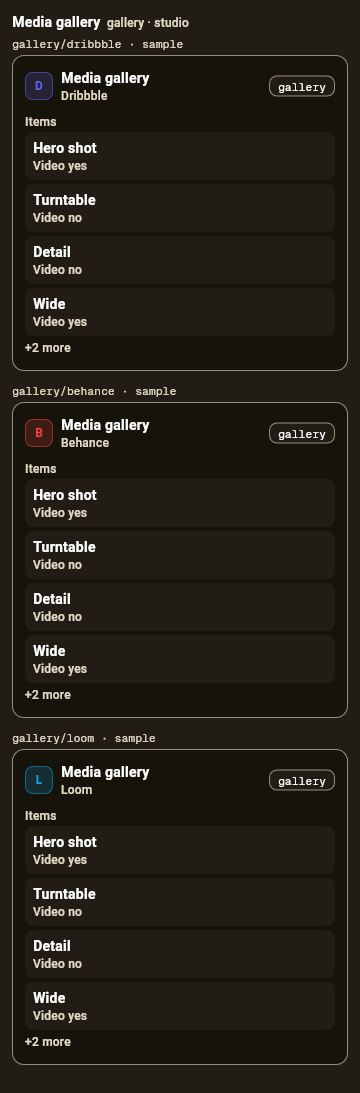 Media gallery gallery · studio
gallery/dribbble · sample
D
Media gallery
Dribbble
gallery
Items
Hero shot
Video yes
Turntable
Video no
Detail
Video no
Wide
Video yes
+2 more
gallery/behance · sample
B
Media gallery
Behance
gallery
Items
Hero shot
Video yes
Turntable
Video no
Detail
Video no
Wide
Video yes
+2 more
gallery/loom · sample
L
Media gallery
Loom
gallery
Items
Hero shot
Video yes
Turntable
Video no
Detail
Video no
Wide
Video yes
+2 more